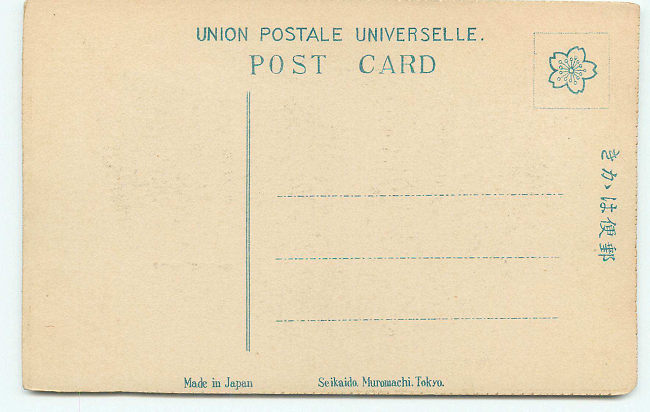 UNION POSTALE UNIVERSELLE.
POST CARD
きかは便郵
Made in Japan
Seikaido. Muromachi. Tokyo.